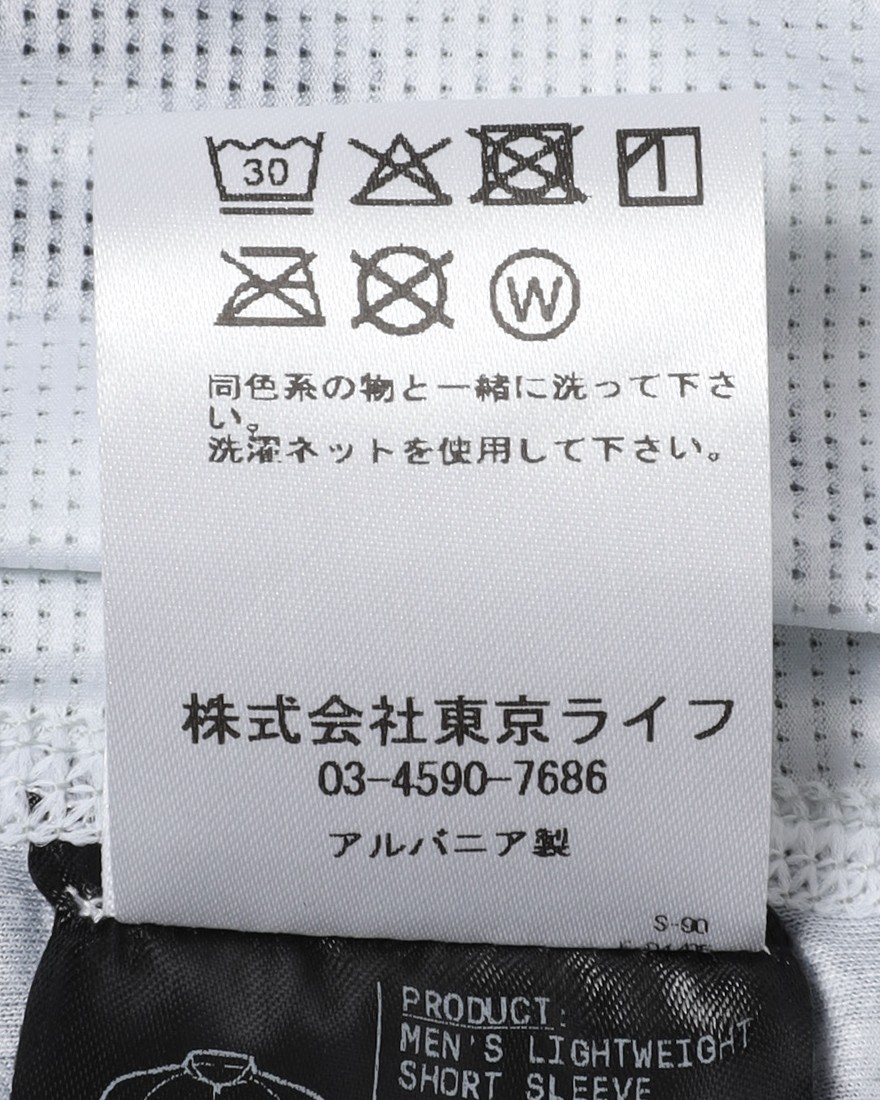 30
W
同色系の物と一緒に洗って下さ
い。
洗濯ネットを使用して下さい。
株式会社東京ライフ
03-4590-7686
アルバニア製
S-90
PRODUCT:
MEN'S LIGHTWEIGHT
SHORT SLEEVE